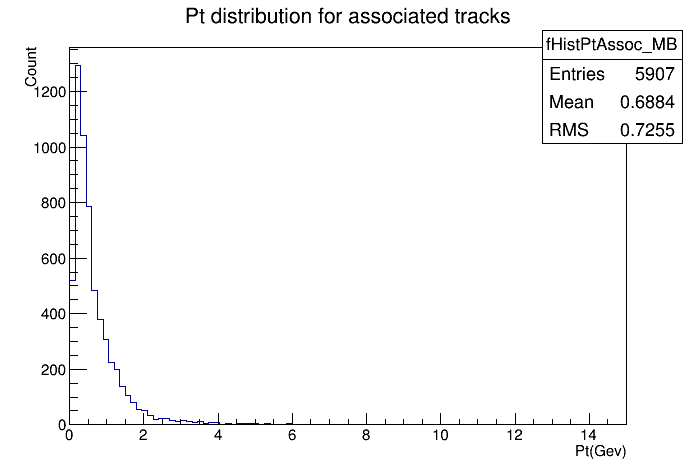 Pt distribution for associated tracks
fHistPtAssoc_MB
Entries 5907
Mean 0.6884
RMS 0.7255
Count
1200
1000
800
600
400
200
0
0 2 4 6 8 10 12 14
Pt(Gev)